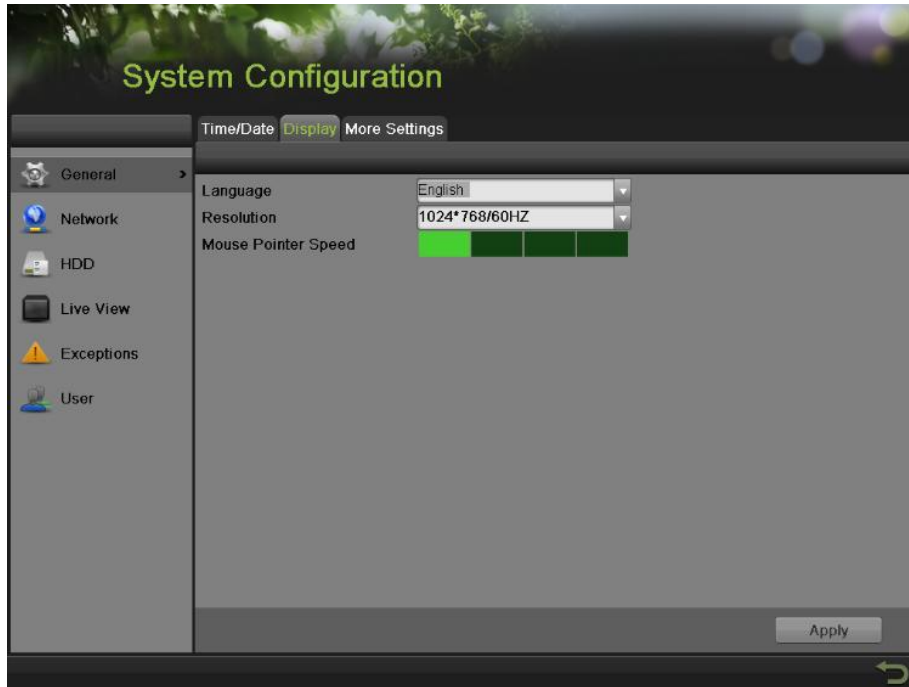 System Configuration
Time/Date Display More Settings
General
Network
HDD
Live View
Exceptions
User
Language English
Resolution 1024*768/60HZ
Mouse Pointer Speed
Apply